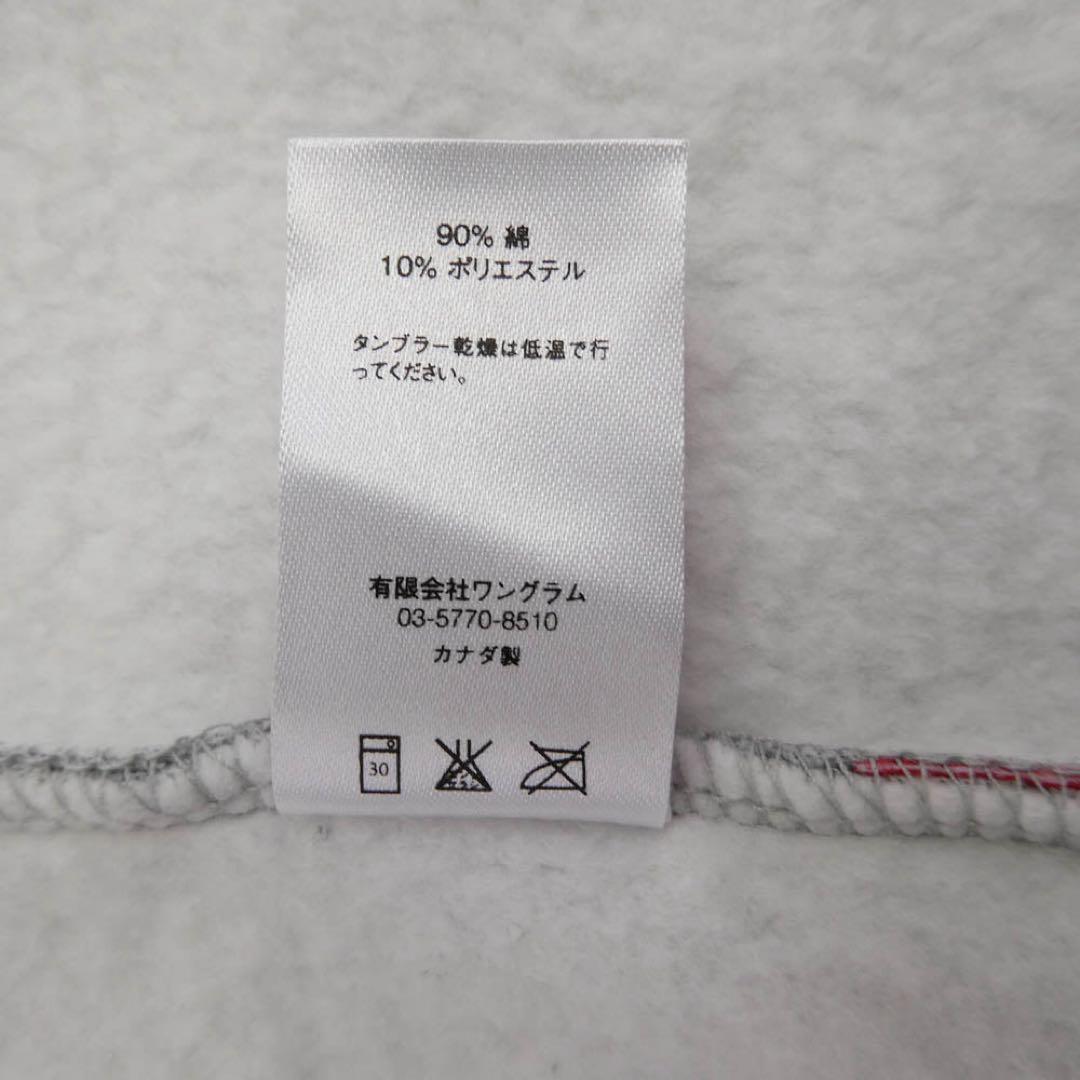 90% 綿
10% ポリエステル
タンブラー乾燥は低温で行
ってください。
有限会社ワングラム
03-5770-8510
カナダ製
30